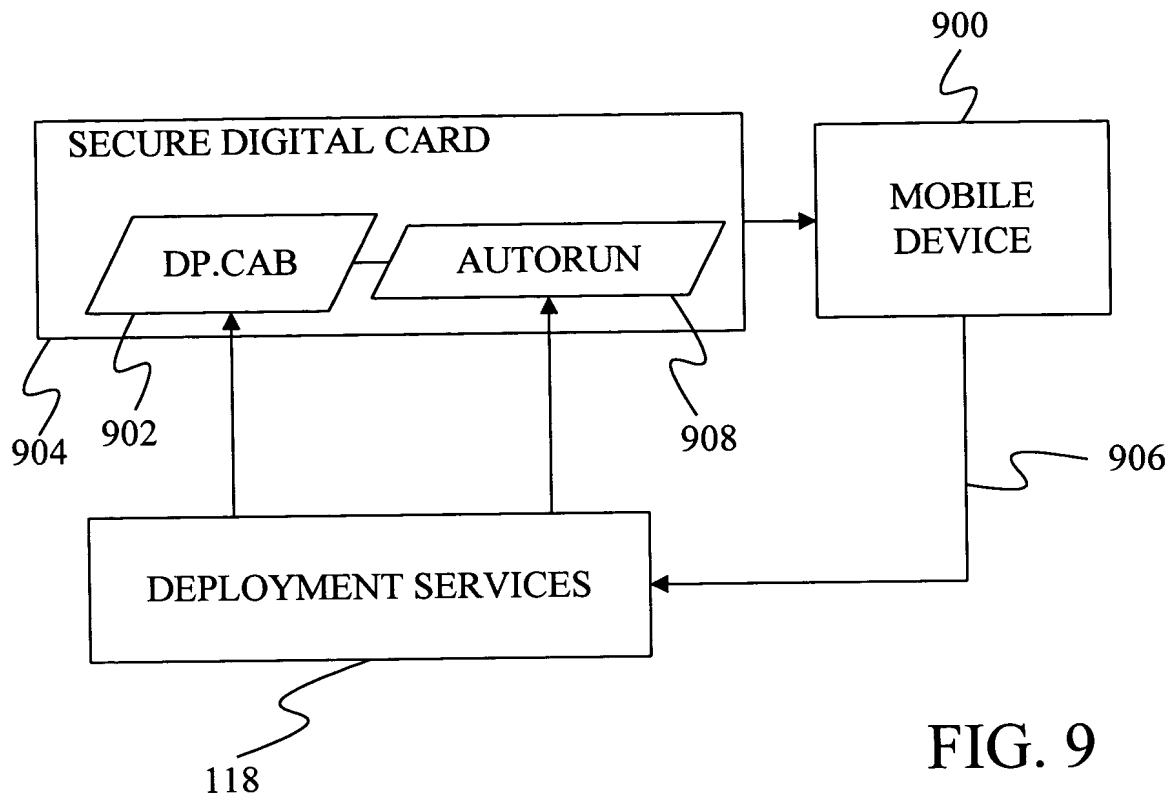 900
SECURE DIGITAL CARD
MOBILE
DEVICE
DP.CAB
AUTORUN
904
902
908
906
DEPLOYMENT SERVICES
118
FIG. 9